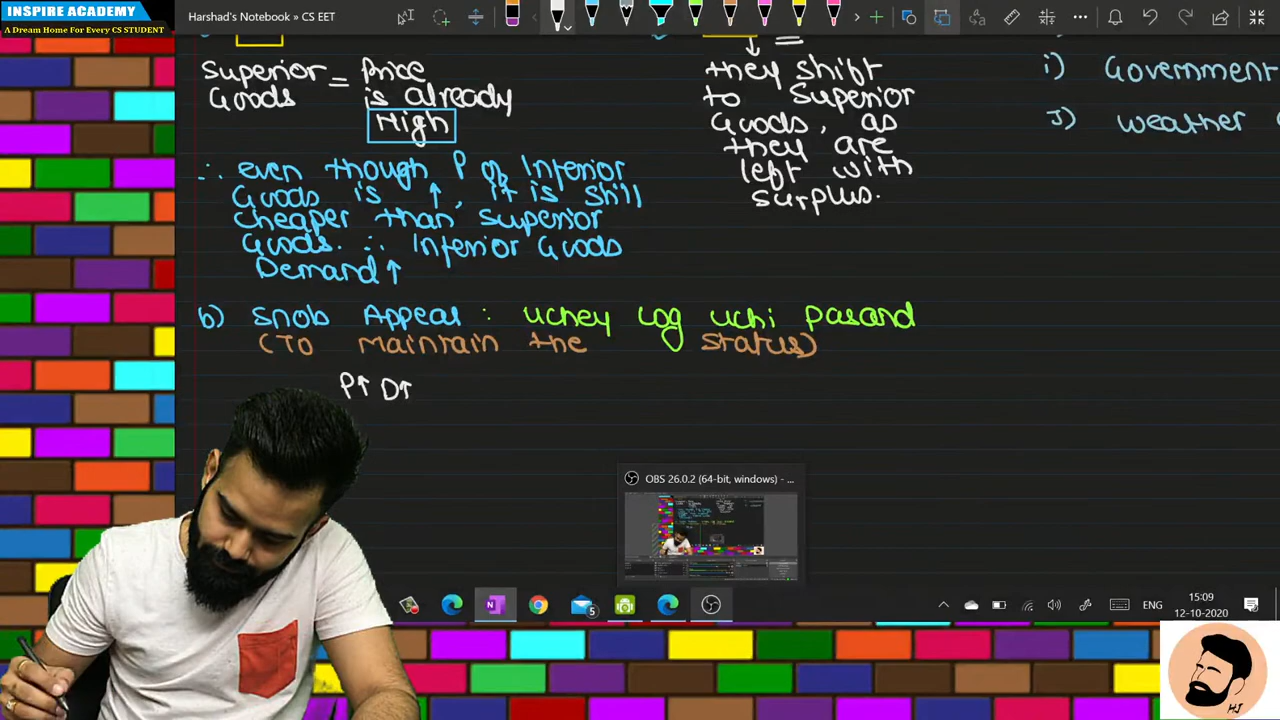 INSPIRE ACADEMY
A Dream Home For Every CS STUDENT
Harshad's Notebook » CS EET
Superior Goods = Price is already High
∴ even though P of Inferior
Goods is ↑, it is still
cheaper than superior
Goods. ∴ Inferior Goods
Demand ↑
they shift
to superior
Goods, as
they are
left with
surplus.
i) Government
J) weather
b) Snob Appeal : uchey log uchi pasand
(To maintain the status)
P↑ D↑
OBS 26.0.2 (64-bit, windows) - ...
5
ENG
15:09
12-10-2020
HJ